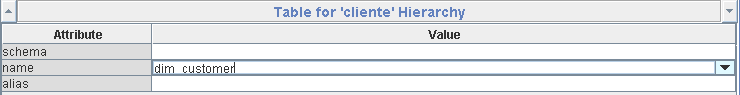 Table for 'cliente' Hierarchy
Attribute Value
schema
name dim_customer
alias